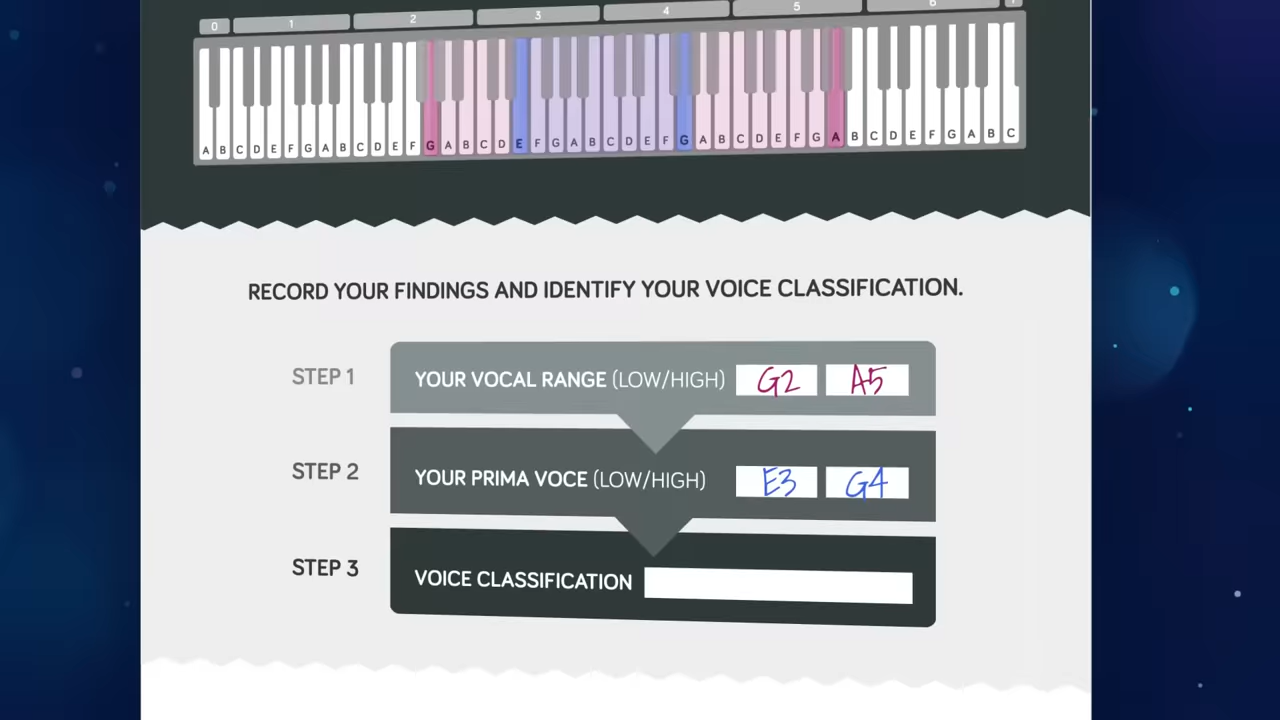 0 1 2 3 4 5 6
A B C D E F G A B C D E F G A B C D E F G A B C D E F G A B C D E F G A B C D E F G A B C
RECORD YOUR FINDINGS AND IDENTIFY YOUR VOICE CLASSIFICATION.
STEP 1 YOUR VOCAL RANGE (LOW/HIGH) G2 A5
STEP 2 YOUR PRIMA VOCE (LOW/HIGH) E3 G4
STEP 3 VOICE CLASSIFICATION